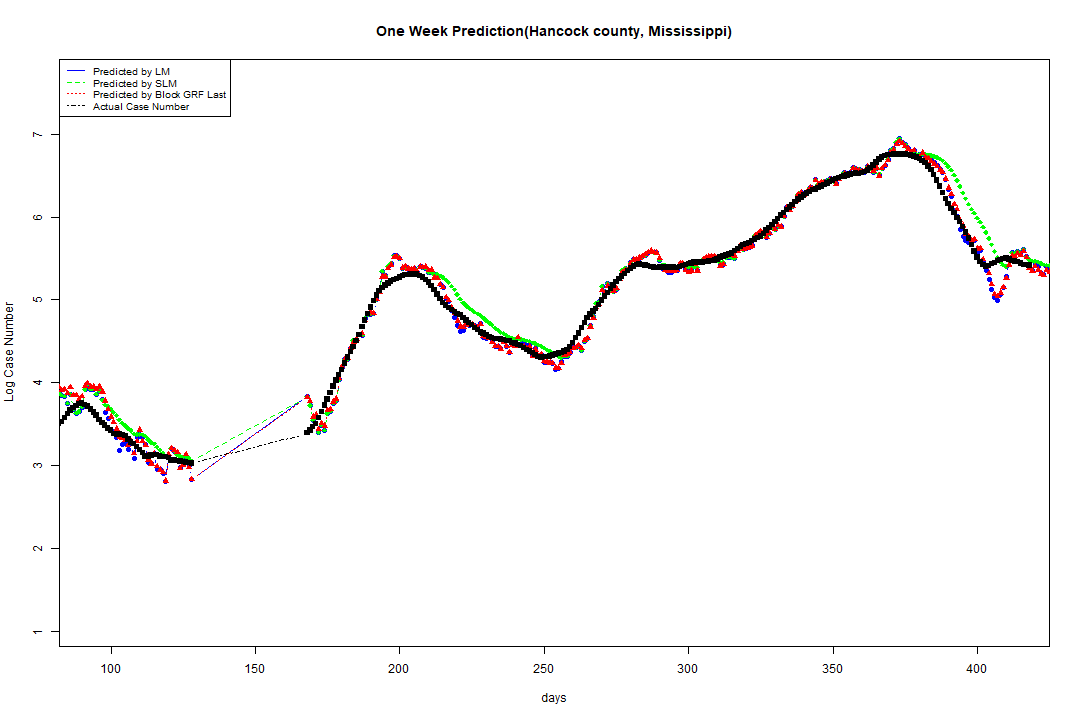 One Week Prediction(Hancock county, Mississippi)
Predicted by LM
Predicted by SLM
Predicted by Block GRF Last
Actual Case Number
7
6
5
4
3
2
1
Log Case Number
100 150 200 250 300 350 400
days